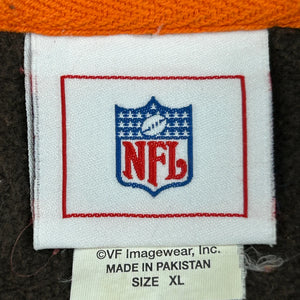 NFL
©VF Imagewear, Inc.
MADE IN PAKISTAN
SIZE XL